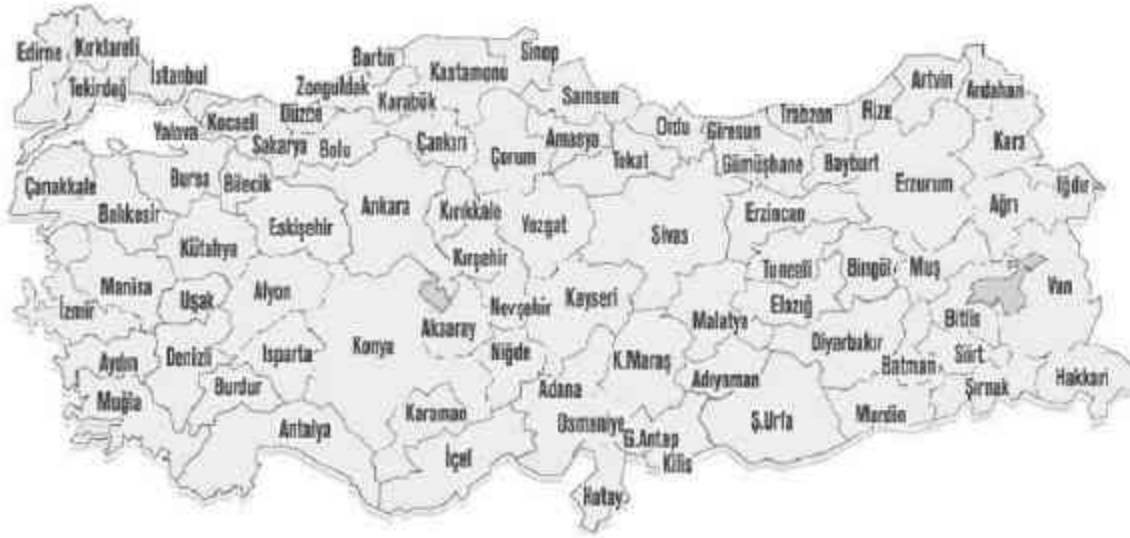 Edirne
Kırklareli
Tekirdağ
İstanbul
Yalova
Kocaeli
Sakarya
Düzce
Bolu
Zonguldak
Bartın
Karabük
Kastamonu
Sinop
Çankırı
Samsun
Çorum
Amasya
Tokat
Ordu
Giresun
Gümüşhane
Trabzon
Bayburt
Rize
Artvin
Ardahan
Kars
Erzurum
Iğdır
Ağrı
Çanakkale
Balıkesir
Bursa
Bilecik
Eskişehir
Kütahya
Ankara
Kırıkkale
Kırşehir
Yozgat
Sivas
Erzincan
Tunceli
Bingöl
Muş
Van
Manisa
İzmir
Uşak
Afyon
Konya
Aksaray
Nevşehir
Kayseri
Niğde
Malatya
Elazığ
Diyarbakır
Bitlis
Batman
Siirt
Şırnak
Hakkari
Aydın
Denizli
Isparta
Burdur
Muğla
Antalya
Karaman
İçel
Adana
K.Maraş
Adıyaman
Osmaniye
G.Antap
Kilis
Ş.Urfa
Mardin
Hatay